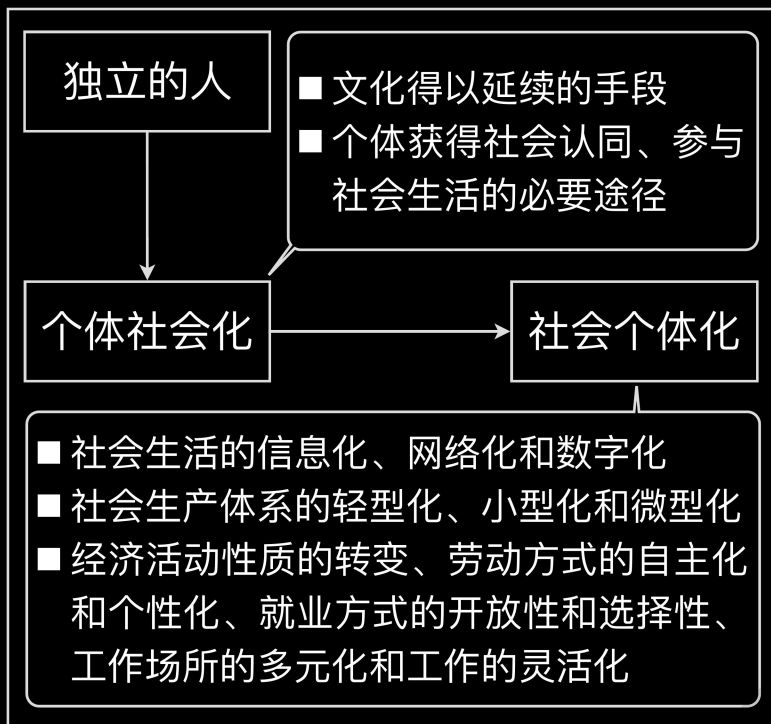 独立的人
■ 文化得以延续的手段
■ 个体获得社会认同、参与
社会生活的必要途径
个体社会化
社会个体化
■ 社会生活的信息化、网络化和数字化
■ 社会生产体系的轻型化、小型化和微型化
■ 经济活动性质的转变、劳动方式的自主化
和个性化、就业方式的开放性和选择性、
工作场所的多元化和工作的灵活化